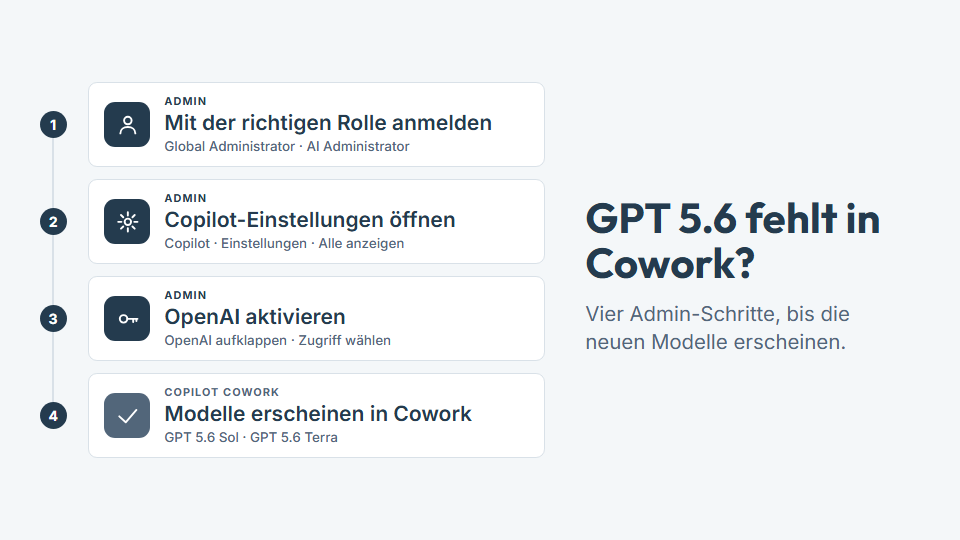 1
ADMIN
Mit der richtigen Rolle anmelden
Global Administrator · AI Administrator
2
ADMIN
Copilot-Einstellungen öffnen
Copilot · Einstellungen · Alle anzeigen
3
ADMIN
OpenAI aktivieren
OpenAI aufklappen · Zugriff wählen
4
COPILOT COWORK
Modelle erscheinen in Cowork
GPT 5.6 Sol · GPT 5.6 Terra
GPT 5.6 fehlt in
Cowork?
Vier Admin-Schritte, bis die
neuen Modelle erscheinen.